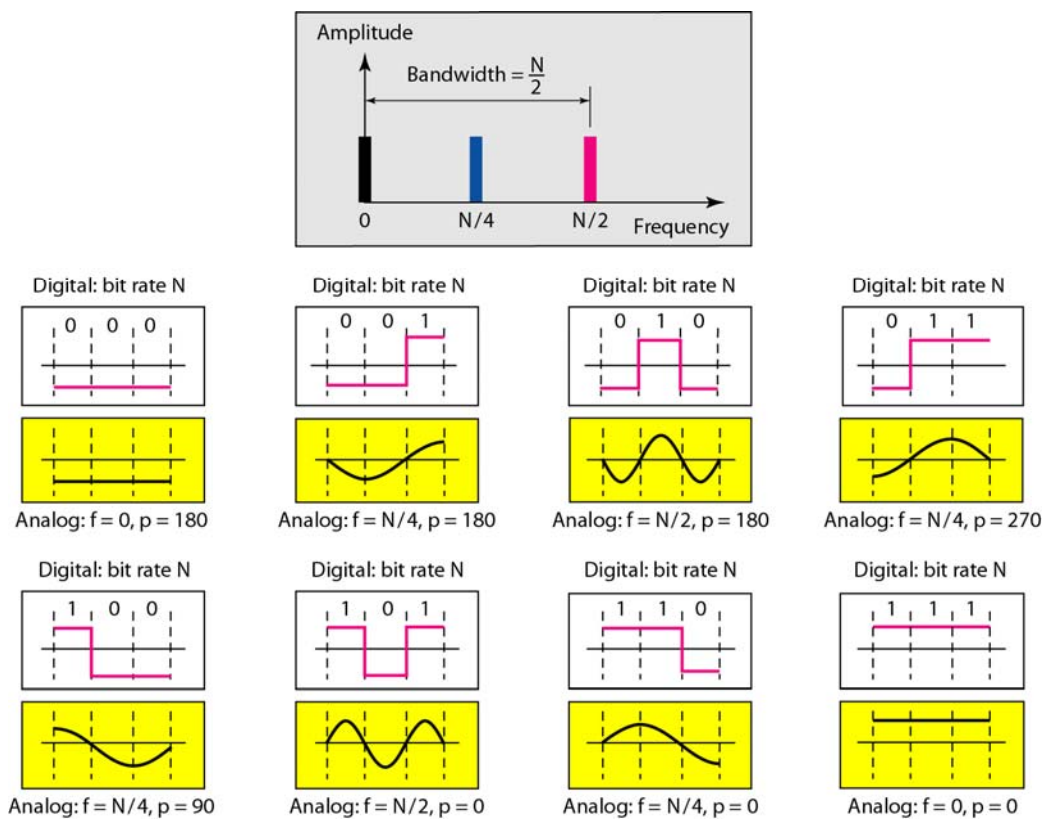 Amplitude
Bandwidth = N/2
0 N/4 N/2 Frequency
Digital: bit rate N Digital: bit rate N Digital: bit rate N Digital: bit rate N
0 0 0 0 0 1 0 1 0 0 1 1
Analog: f = 0, p = 180 Analog: f = N/4, p = 180 Analog: f = N/2, p = 180 Analog: f = N/4, p = 270
Digital: bit rate N Digital: bit rate N Digital: bit rate N Digital: bit rate N
1 0 0 1 0 1 1 1 0 1 1 1
Analog: f = N/4, p = 90 Analog: f = N/2, p = 0 Analog: f = N/4, p = 0 Analog: f = 0, p = 0